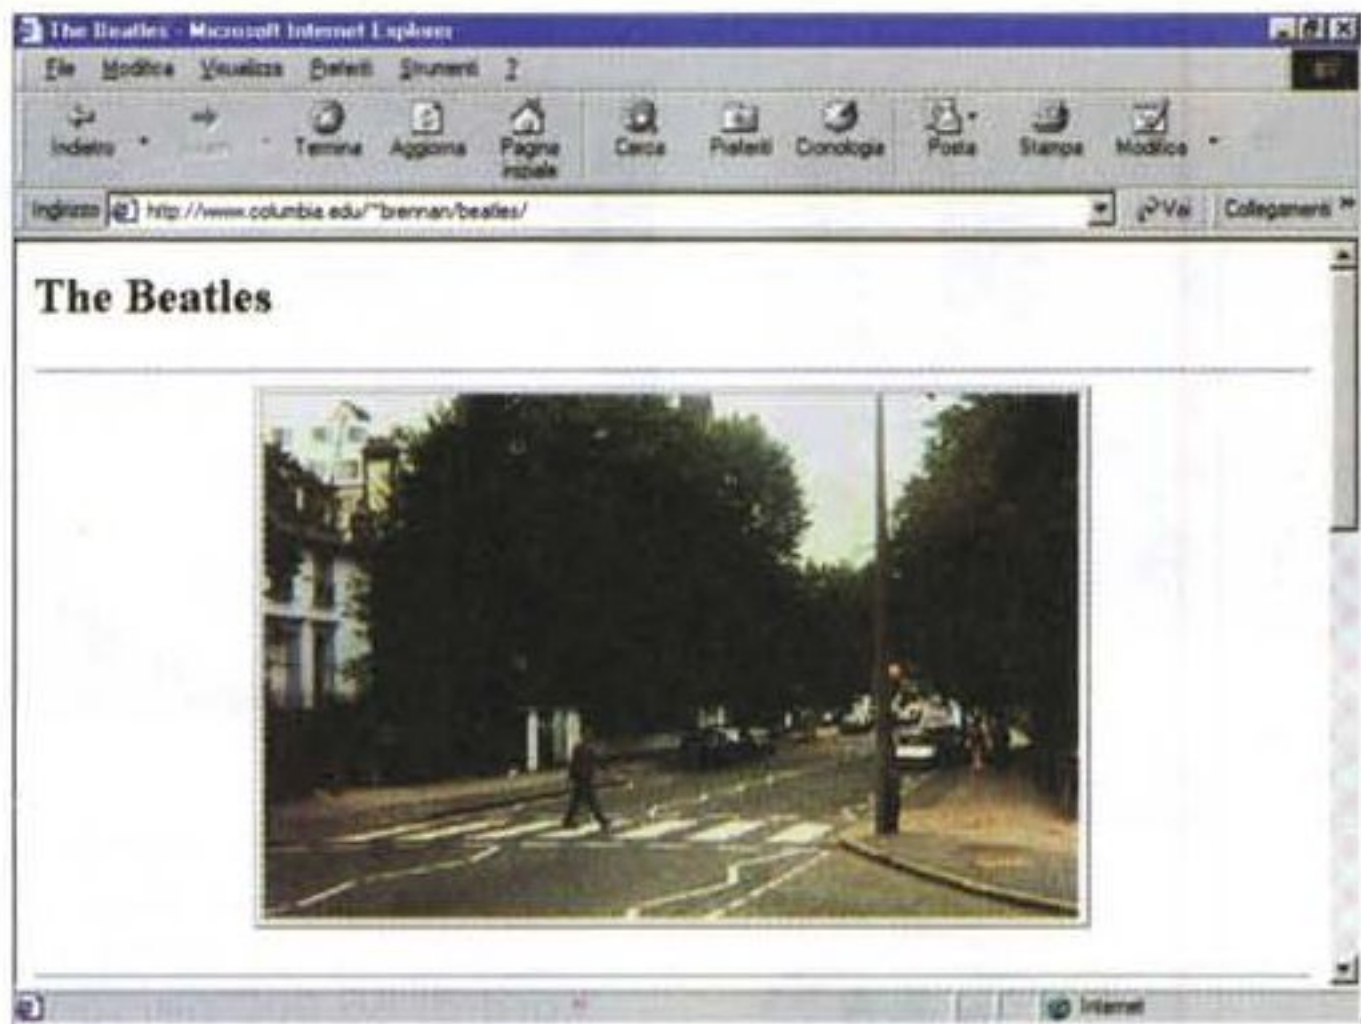 The Beatles - Microsoft Internet Explorer
File Modifica Visualizza Preferiti Strumenti ?
Indietro Termina Aggiorna Pagina iniziale Cerca Preferiti Cronologia Posta Stampa Modifica
Indirizzo http://www.columbia.edu/~brennan/beatles/ Vai Collegamenti »
The Beatles
Internet